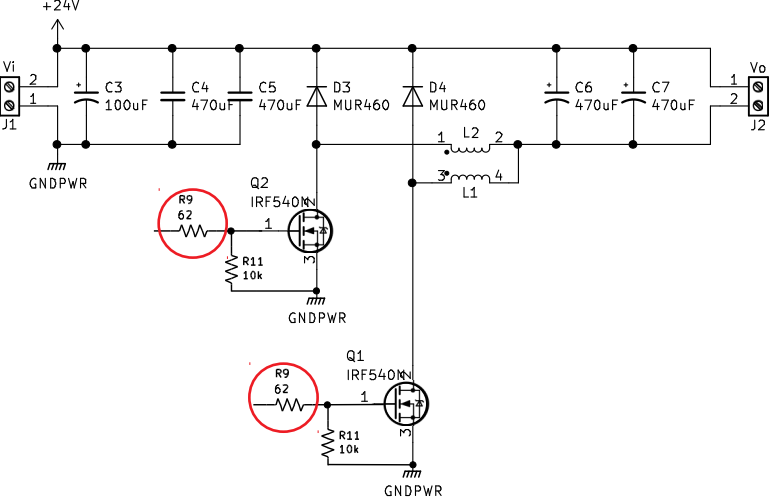 +24V
Vi
2
1
J1
+
C3
100uF
C4
470uF
C5
470uF
D3
MUR460
D4
MUR460
+
C6
470uF
+
C7
470uF
Vo
1
2
J2
GNDPWR
1
L2
2
3
4
L1
R9
62
Q2
IRF540N
2
1
3
R11
10k
GNDPWR
Q1
IRF540N
2
R9
62
1
3
R11
10k
GNDPWR